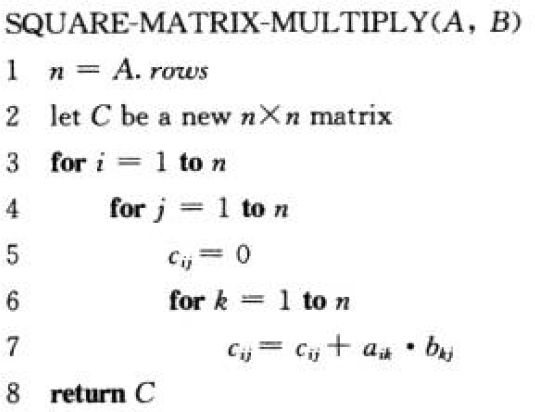 SQUARE-MATRIX-MULTIPLY(A, B)
1 n = A. rows
2 let C be a new n×n matrix
3 for i = 1 to n
4 for j = 1 to n
5 cij = 0
6 for k = 1 to n
7 cij = cij + aik • bkj
8 return C